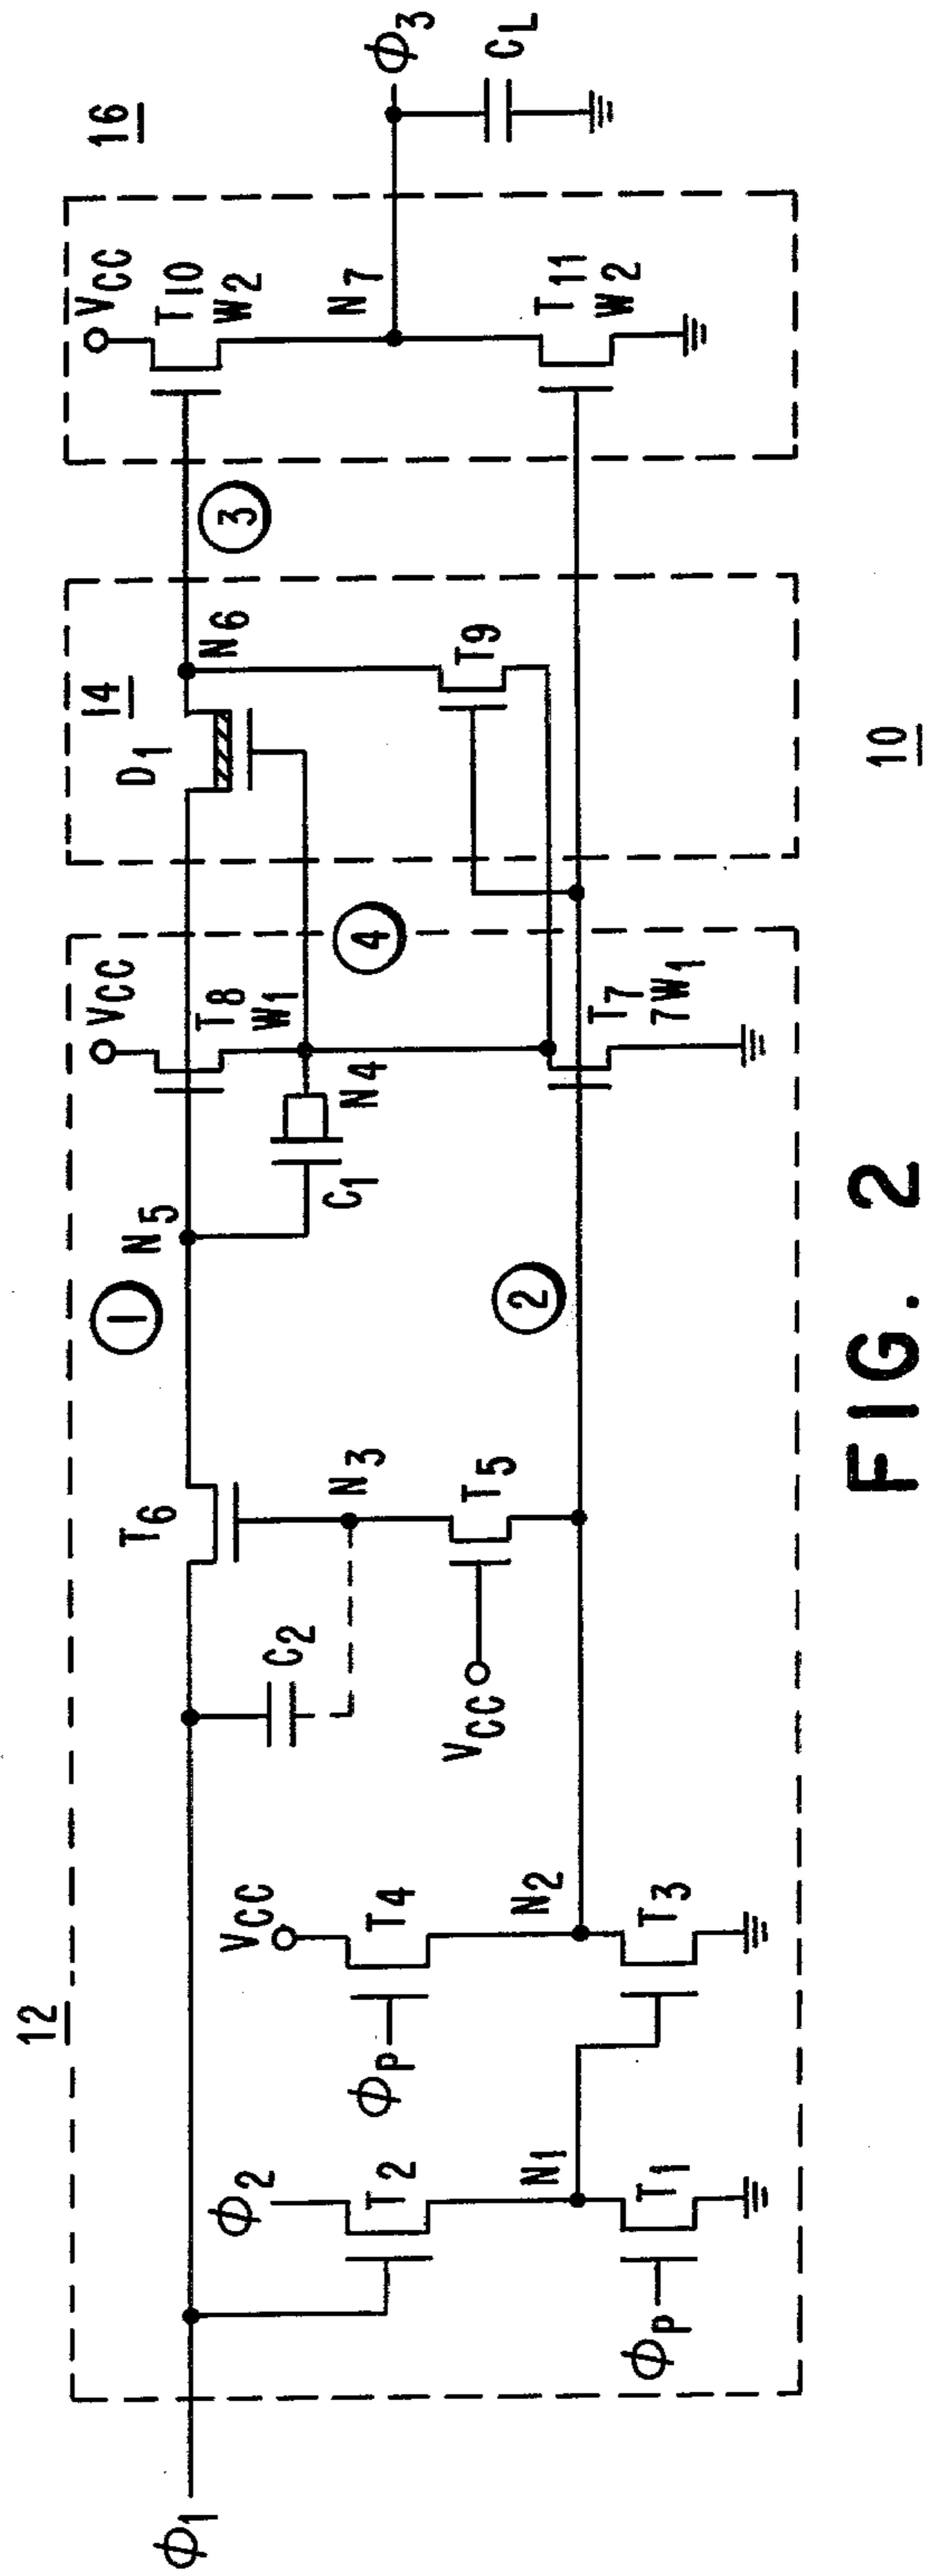 12
16
ϕ1
ϕ2
T2
N1
ϕP
T1
VCC
ϕP
T4
N2
T3
C2
T6
N3
VCC
T5
1
N5
2
C1
N4
VCC
T8
W1
T7
7W1
4
14
D1
N6
T9
3
VCC
T10
W2
N7
T11
W2
ϕ3
CL
10
FIG. 2